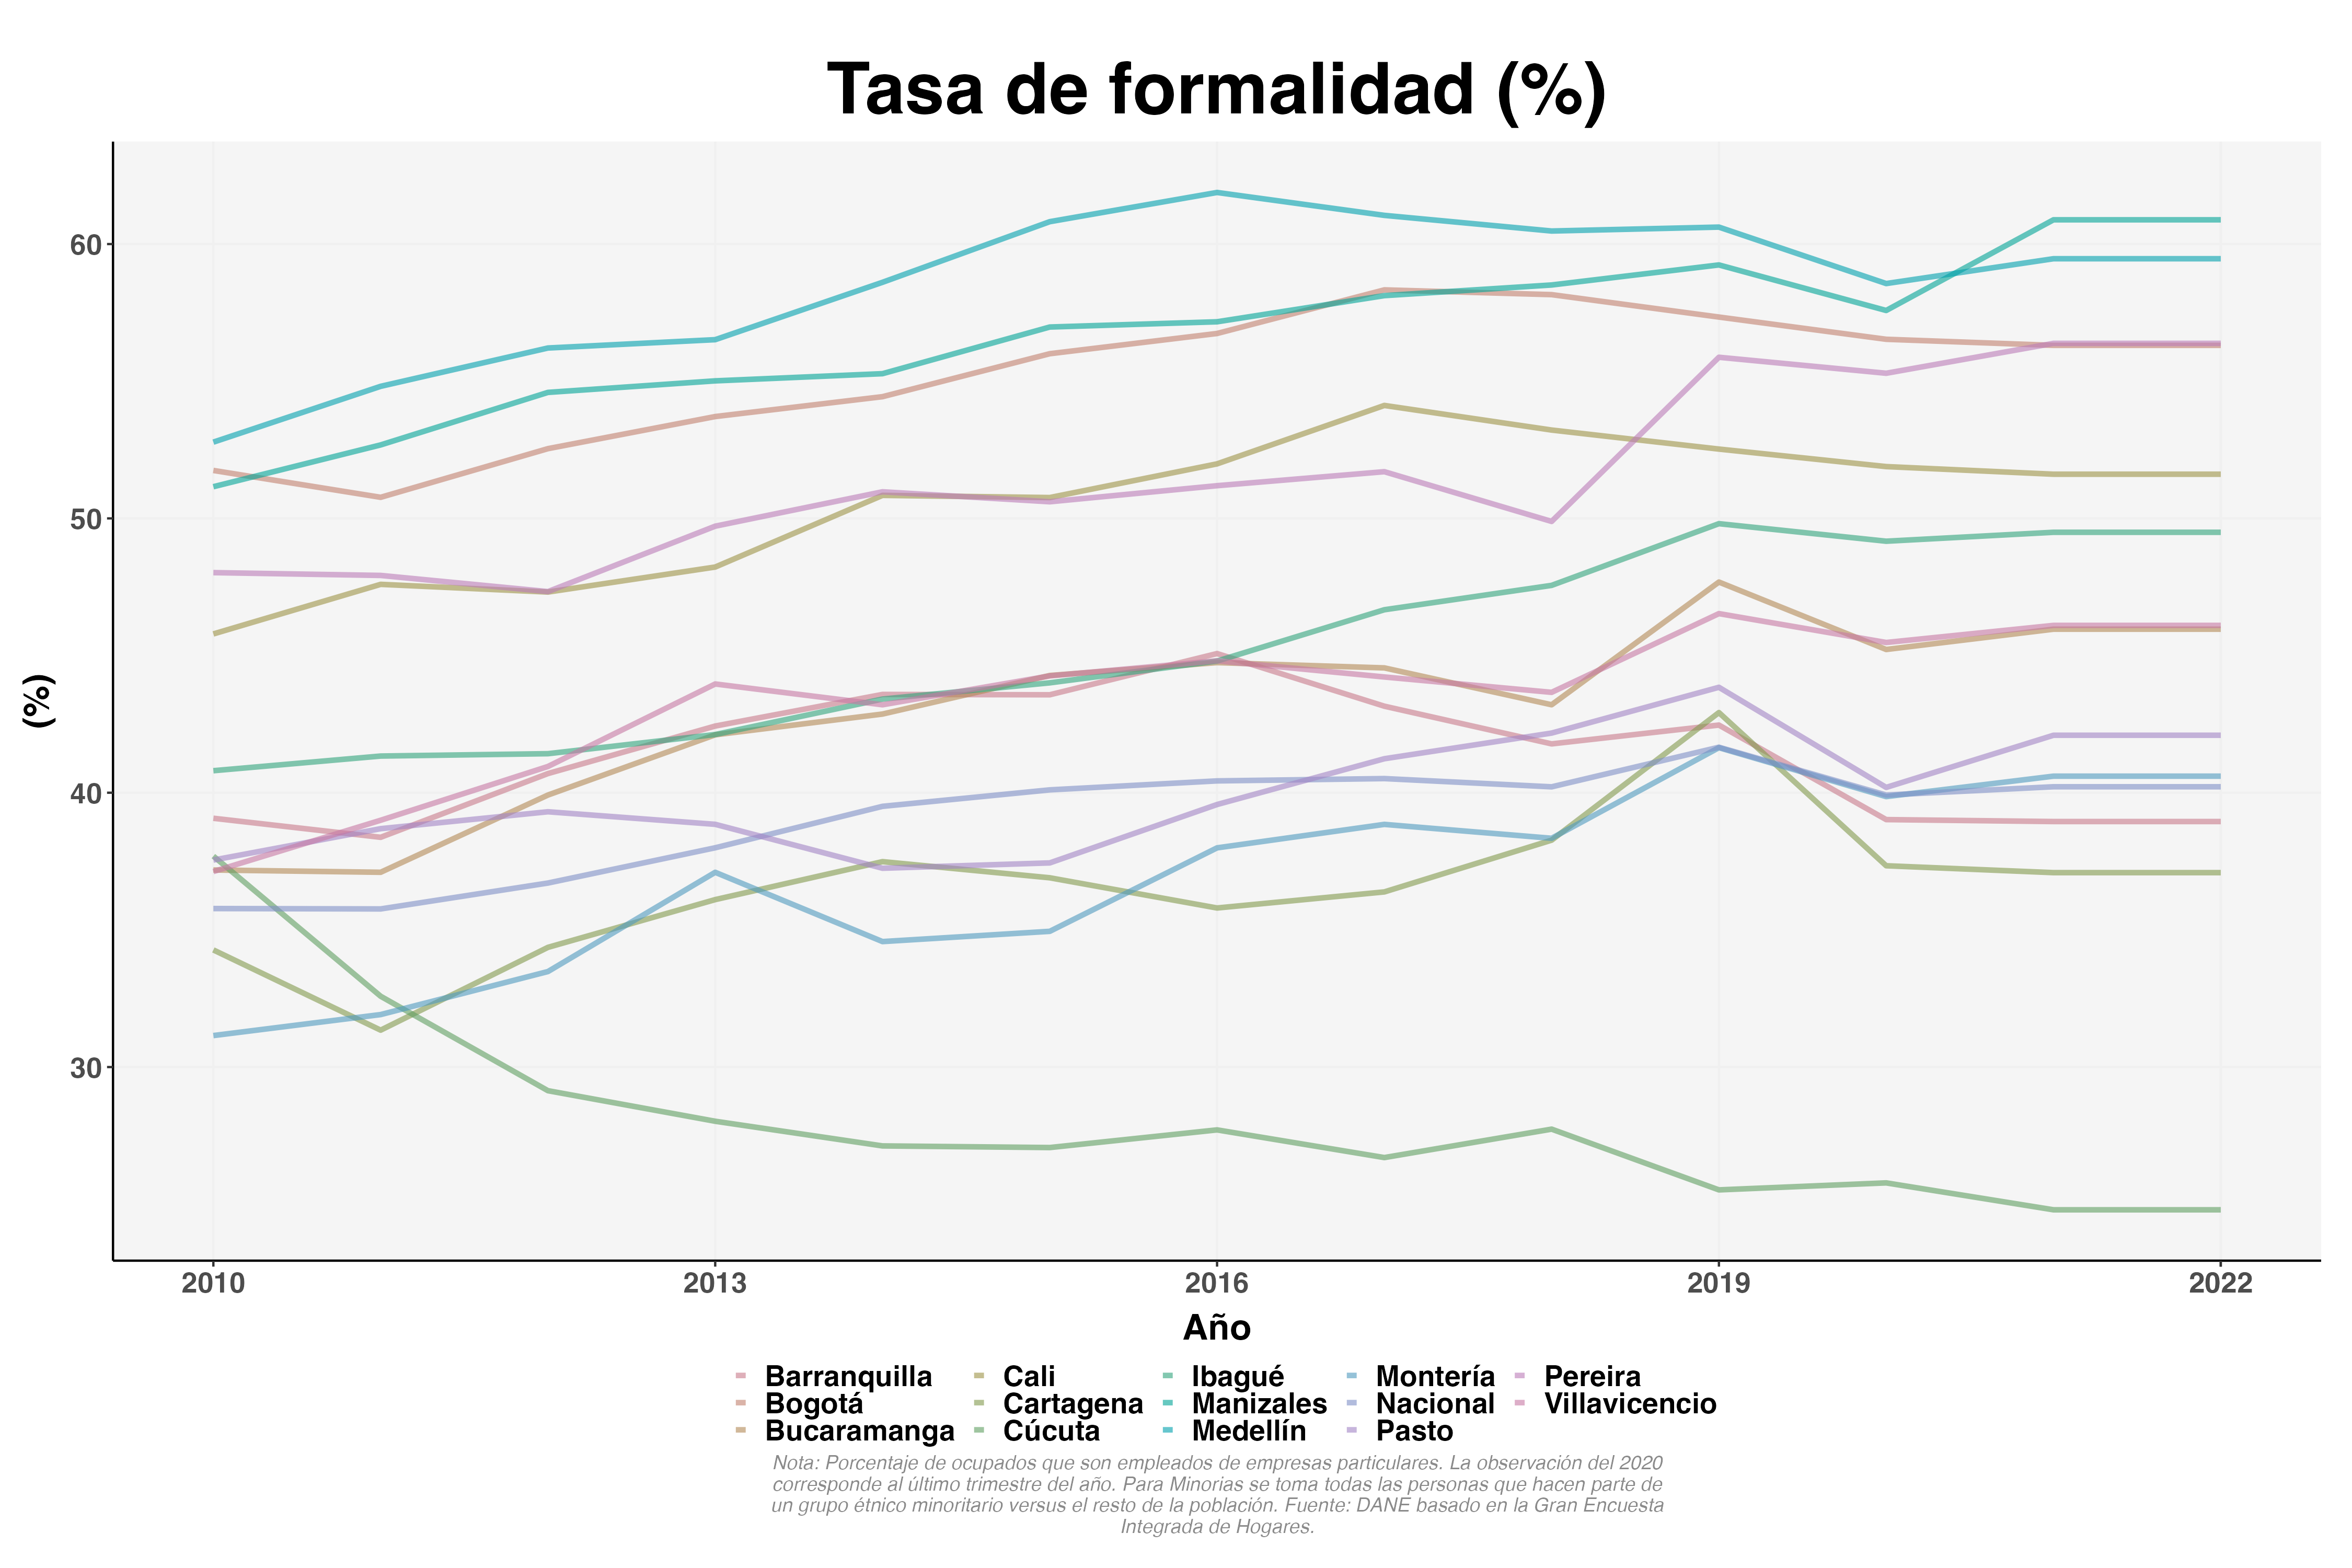 Tasa de formalidad (%)
(%)
60
50
40
30
2010 2013 2016 2019 2022
Año
Barranquilla Cali Ibagué Montería Pereira
Bogotá Cartagena Manizales Nacional Villavicencio
Bucaramanga Cúcuta Medellín Pasto
Nota: Porcentaje de ocupados que son empleados de empresas particulares. La observación del 2020
corresponde al último trimestre del año. Para Minorias se toma todas las personas que hacen parte de
un grupo étnico minoritario versus el resto de la población. Fuente: DANE basado en la Gran Encuesta
Integrada de Hogares.